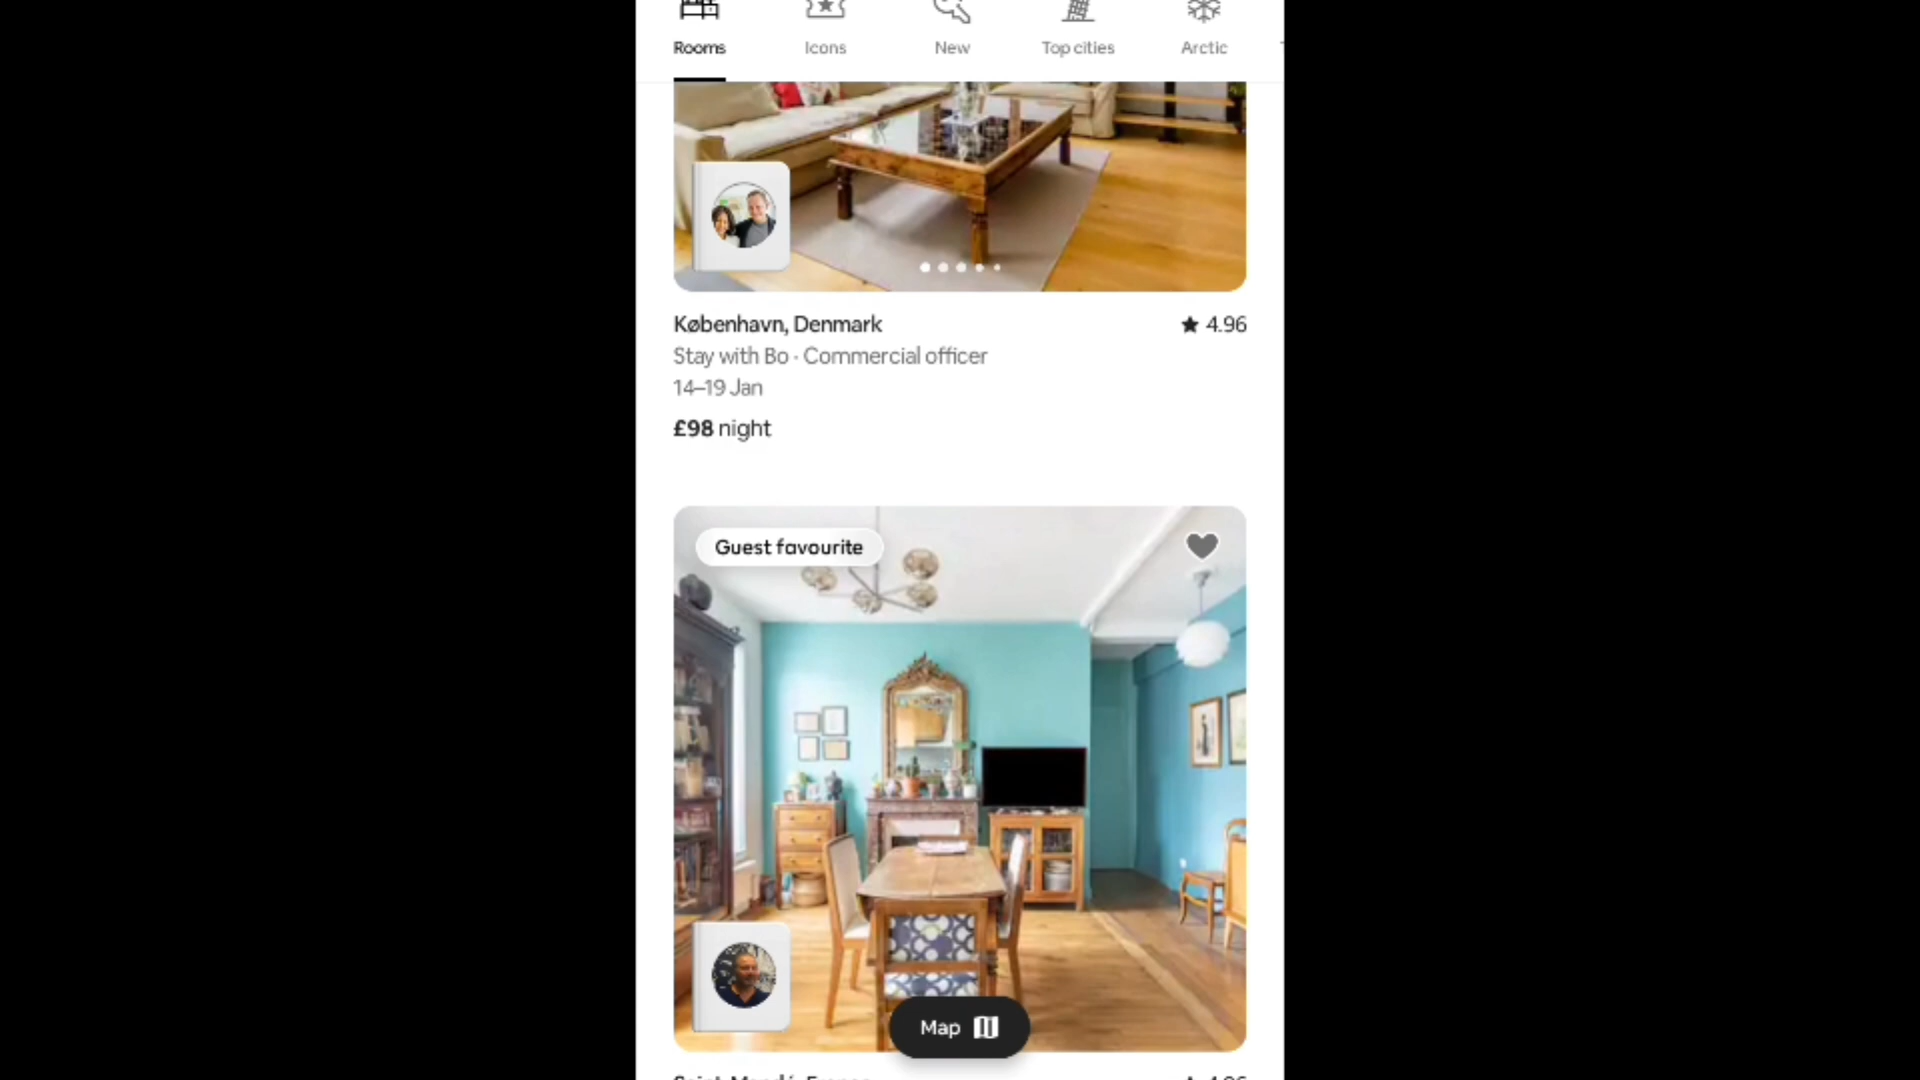 Rooms
Icons
New
Top cities
Arctic
København, Denmark
4.96
Stay with Bo · Commercial officer
14–19 Jan
£98 night
Guest favourite
Map